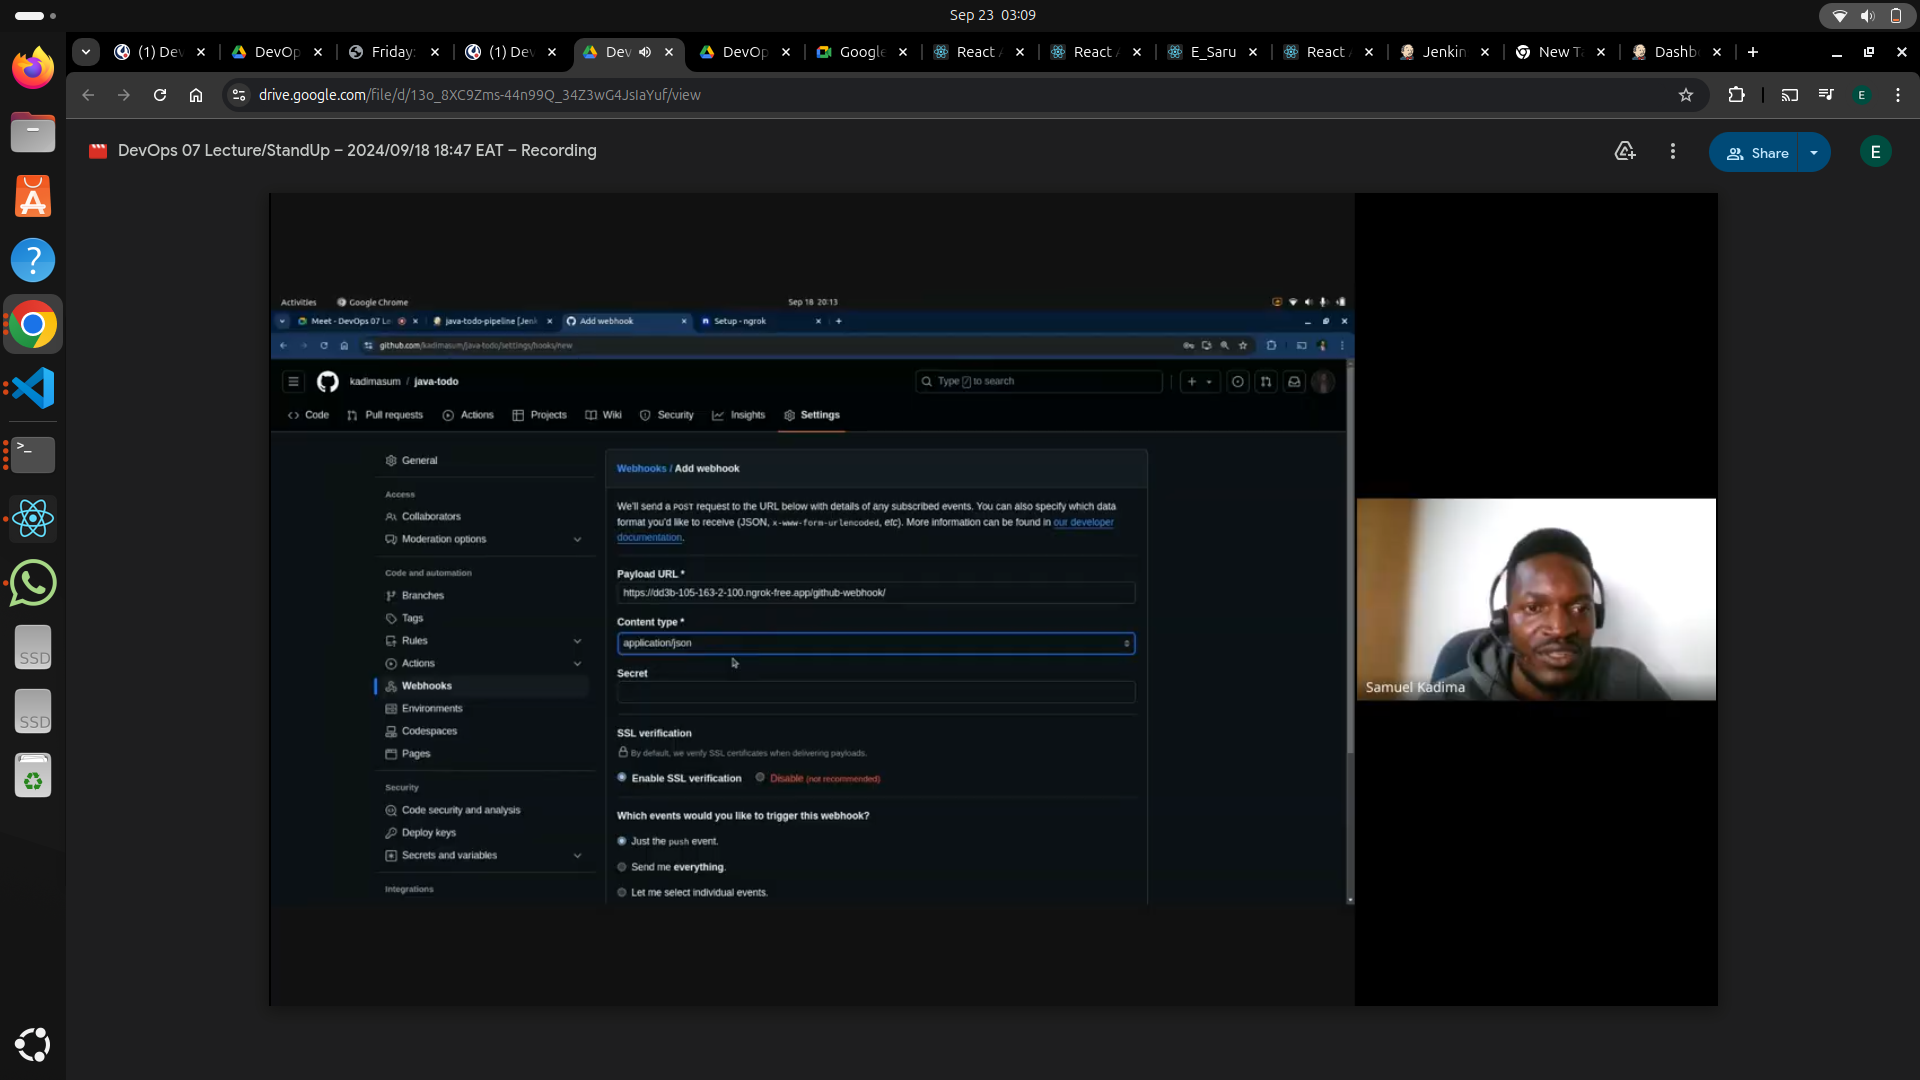 Sep 23 03:09
(1) Dev
DevOp
Friday:
(1) Dev
Dev
DevOp
Google
React
React
E_Saru
React
Jenkin
New Ta
Dashb
drive.google.com/file/d/13o_8XC9Zms-44n99Q_34Z3wG4JsIaYuf/view
E
DevOps 07 Lecture/StandUp – 2024/09/18 18:47 EAT – Recording
Share
E
Activities
Google Chrome
Sep 18 20:13
Meet - DevOps 07 Le
java-todo-pipeline [Jenk
Add webhook
Setup - ngrok
github.com/kadimasum/java-todo/settings/hooks/new
kadimasum / java-todo
Type / to search
Code
Pull requests
Actions
Projects
Wiki
Security
Insights
Settings
General
Access
Collaborators
Moderation options
Code and automation
Branches
Tags
Rules
Actions
Webhooks
Environments
Codespaces
Pages
Security
Code security and analysis
Deploy keys
Secrets and variables
Integrations
Webhooks / Add webhook
We'll send a POST request to the URL below with details of any subscribed events. You can also specify which data
format you'd like to receive (JSON, x-www-form-urlencoded, etc). More information can be found in our developer
documentation.
Payload URL *
https://dd3b-105-163-2-100.ngrok-free.app/github-webhook/
Content type *
application/json
Secret
SSL verification
By default, we verify SSL certificates when delivering payloads.
Enable SSL verification
Disable (not recommended)
Which events would you like to trigger this webhook?
Just the push event.
Send me everything.
Let me select individual events.
Samuel Kadima
SSD
SSD